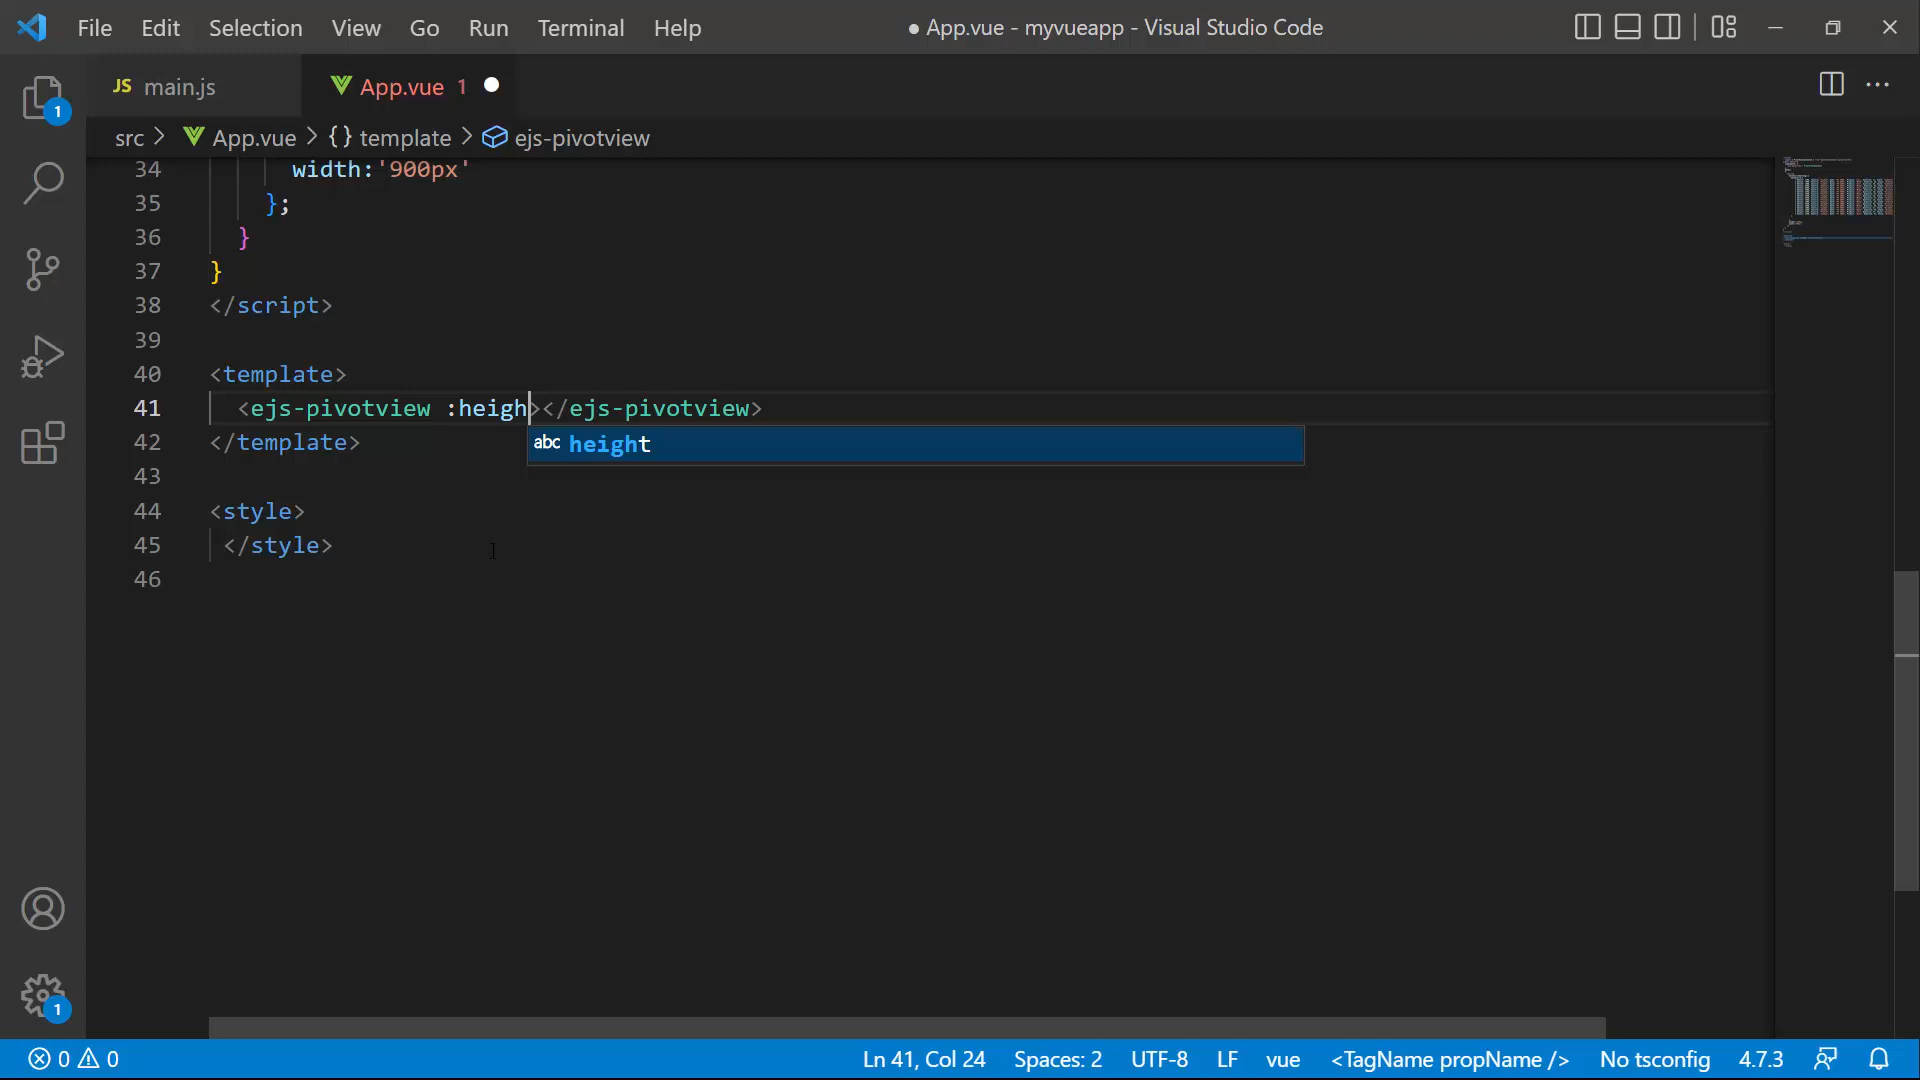 File Edit Selection View Go Run Terminal Help
● App.vue - myvueapp - Visual Studio Code
JS main.js
App.vue 1 ●
src > App.vue > {} template > ejs-pivotview
34 width:'900px'
35 };
36 }
37 }
38 </script>
39
40 <template>
41 <ejs-pivotview :heigh></ejs-pivotview>
abc height
42 </template>
43
44 <style>
45 </style>
46
1
1
0 0 Ln 41, Col 24 Spaces: 2 UTF-8 LF vue <TagName propName /> No tsconfig 4.7.3